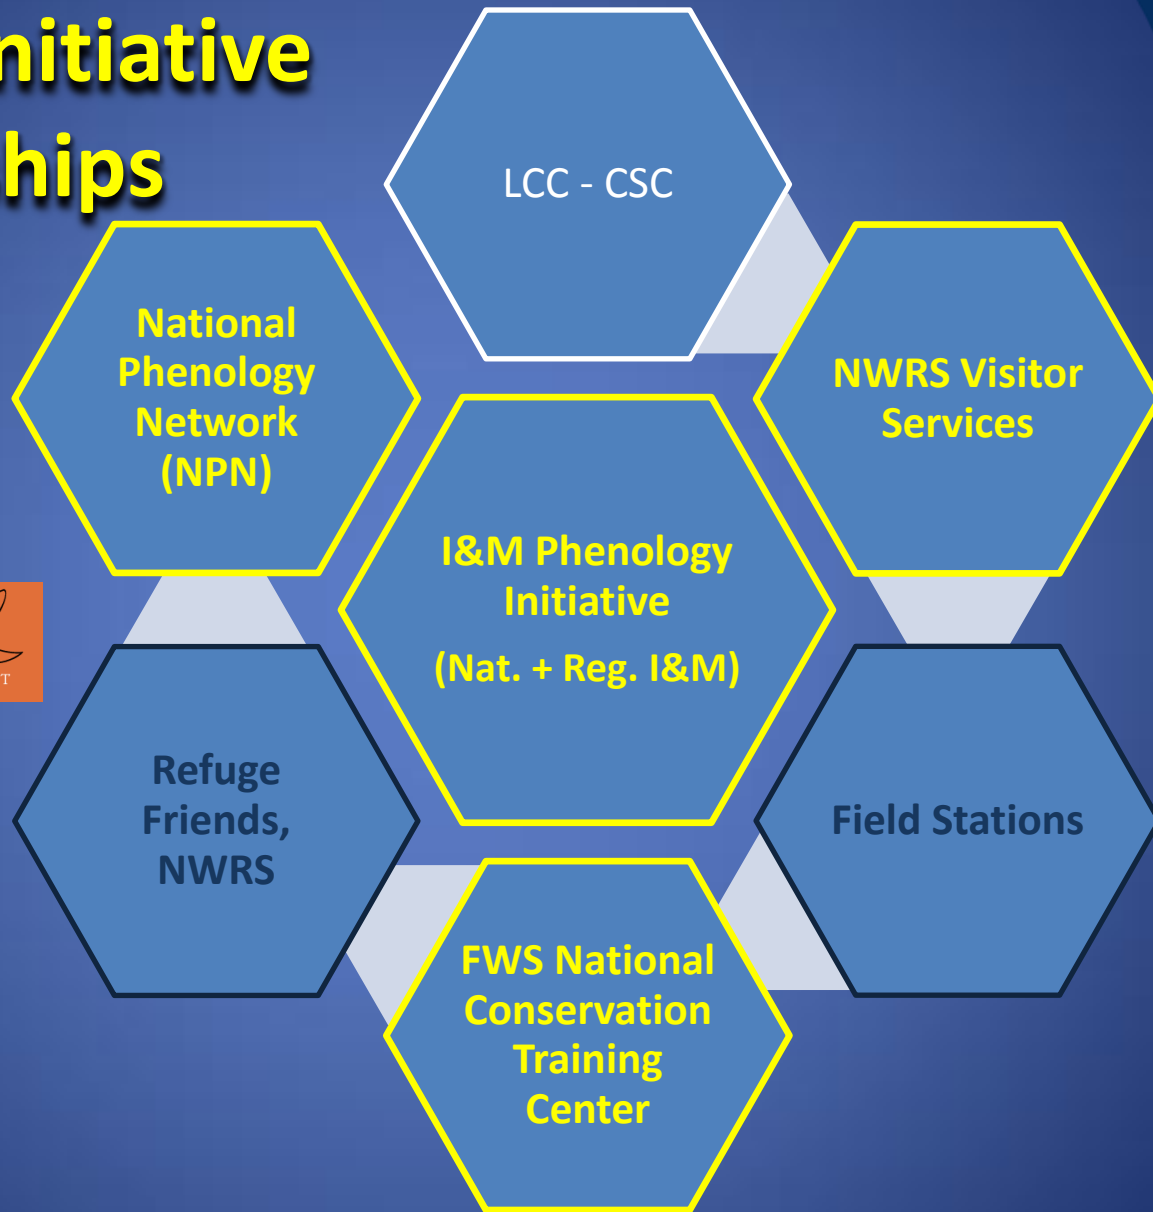 nitiative
hips
LCC - CSC
National
Phenology
Network
(NPN)
NWRS Visitor
Services
I&M Phenology
Initiative
(Nat. + Reg. I&M)
Refuge
Friends,
NWRS
Field Stations
FWS National
Conservation
Training
Center